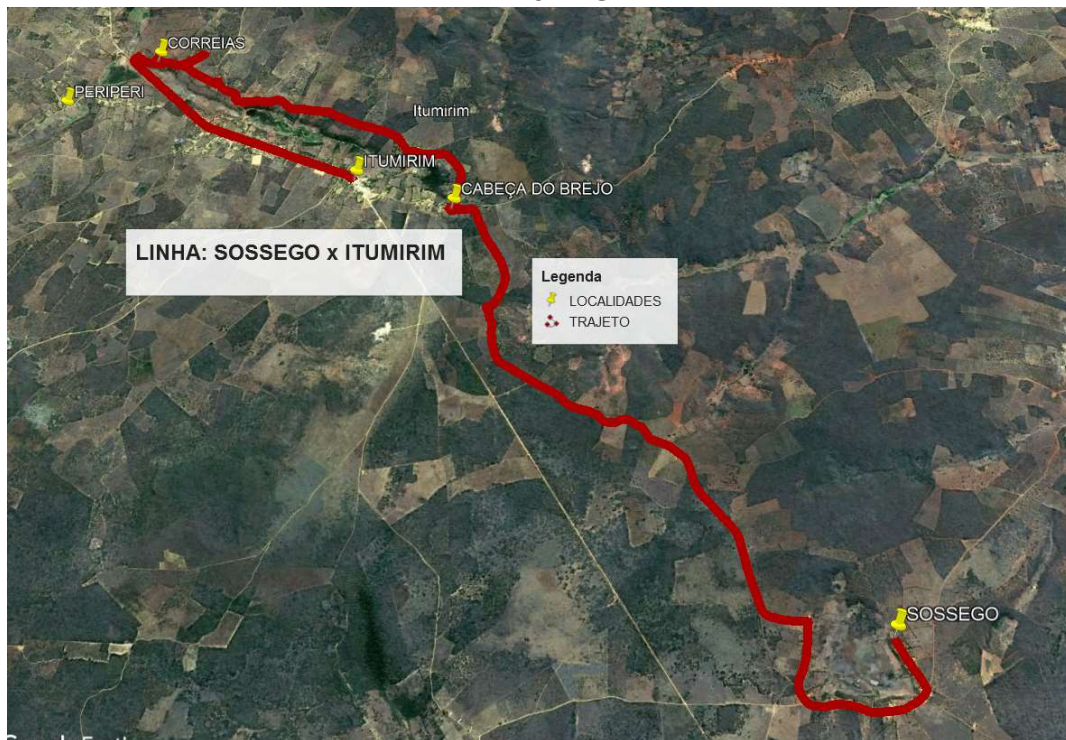 CORREIAS
PERIPERI
Itumirim
ITUMIRIM
CABEÇA DO BREJO
LINHA: SOSSEGO x ITUMIRIM
Legenda
LOCALIDADES
TRAJETO
SOSSEGO